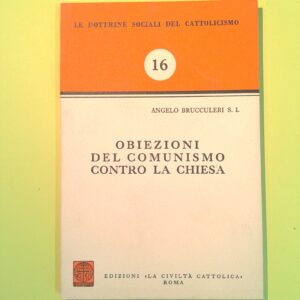 LE DOTTRINE SOCIALI DEL CATTOLICISMO
16
ANGELO BRUCCULERI S. I.
OBIEZIONI
DEL COMUNISMO
CONTRO LA CHIESA
EDIZIONI «LA CIVILTÀ CATTOLICA»
ROMA